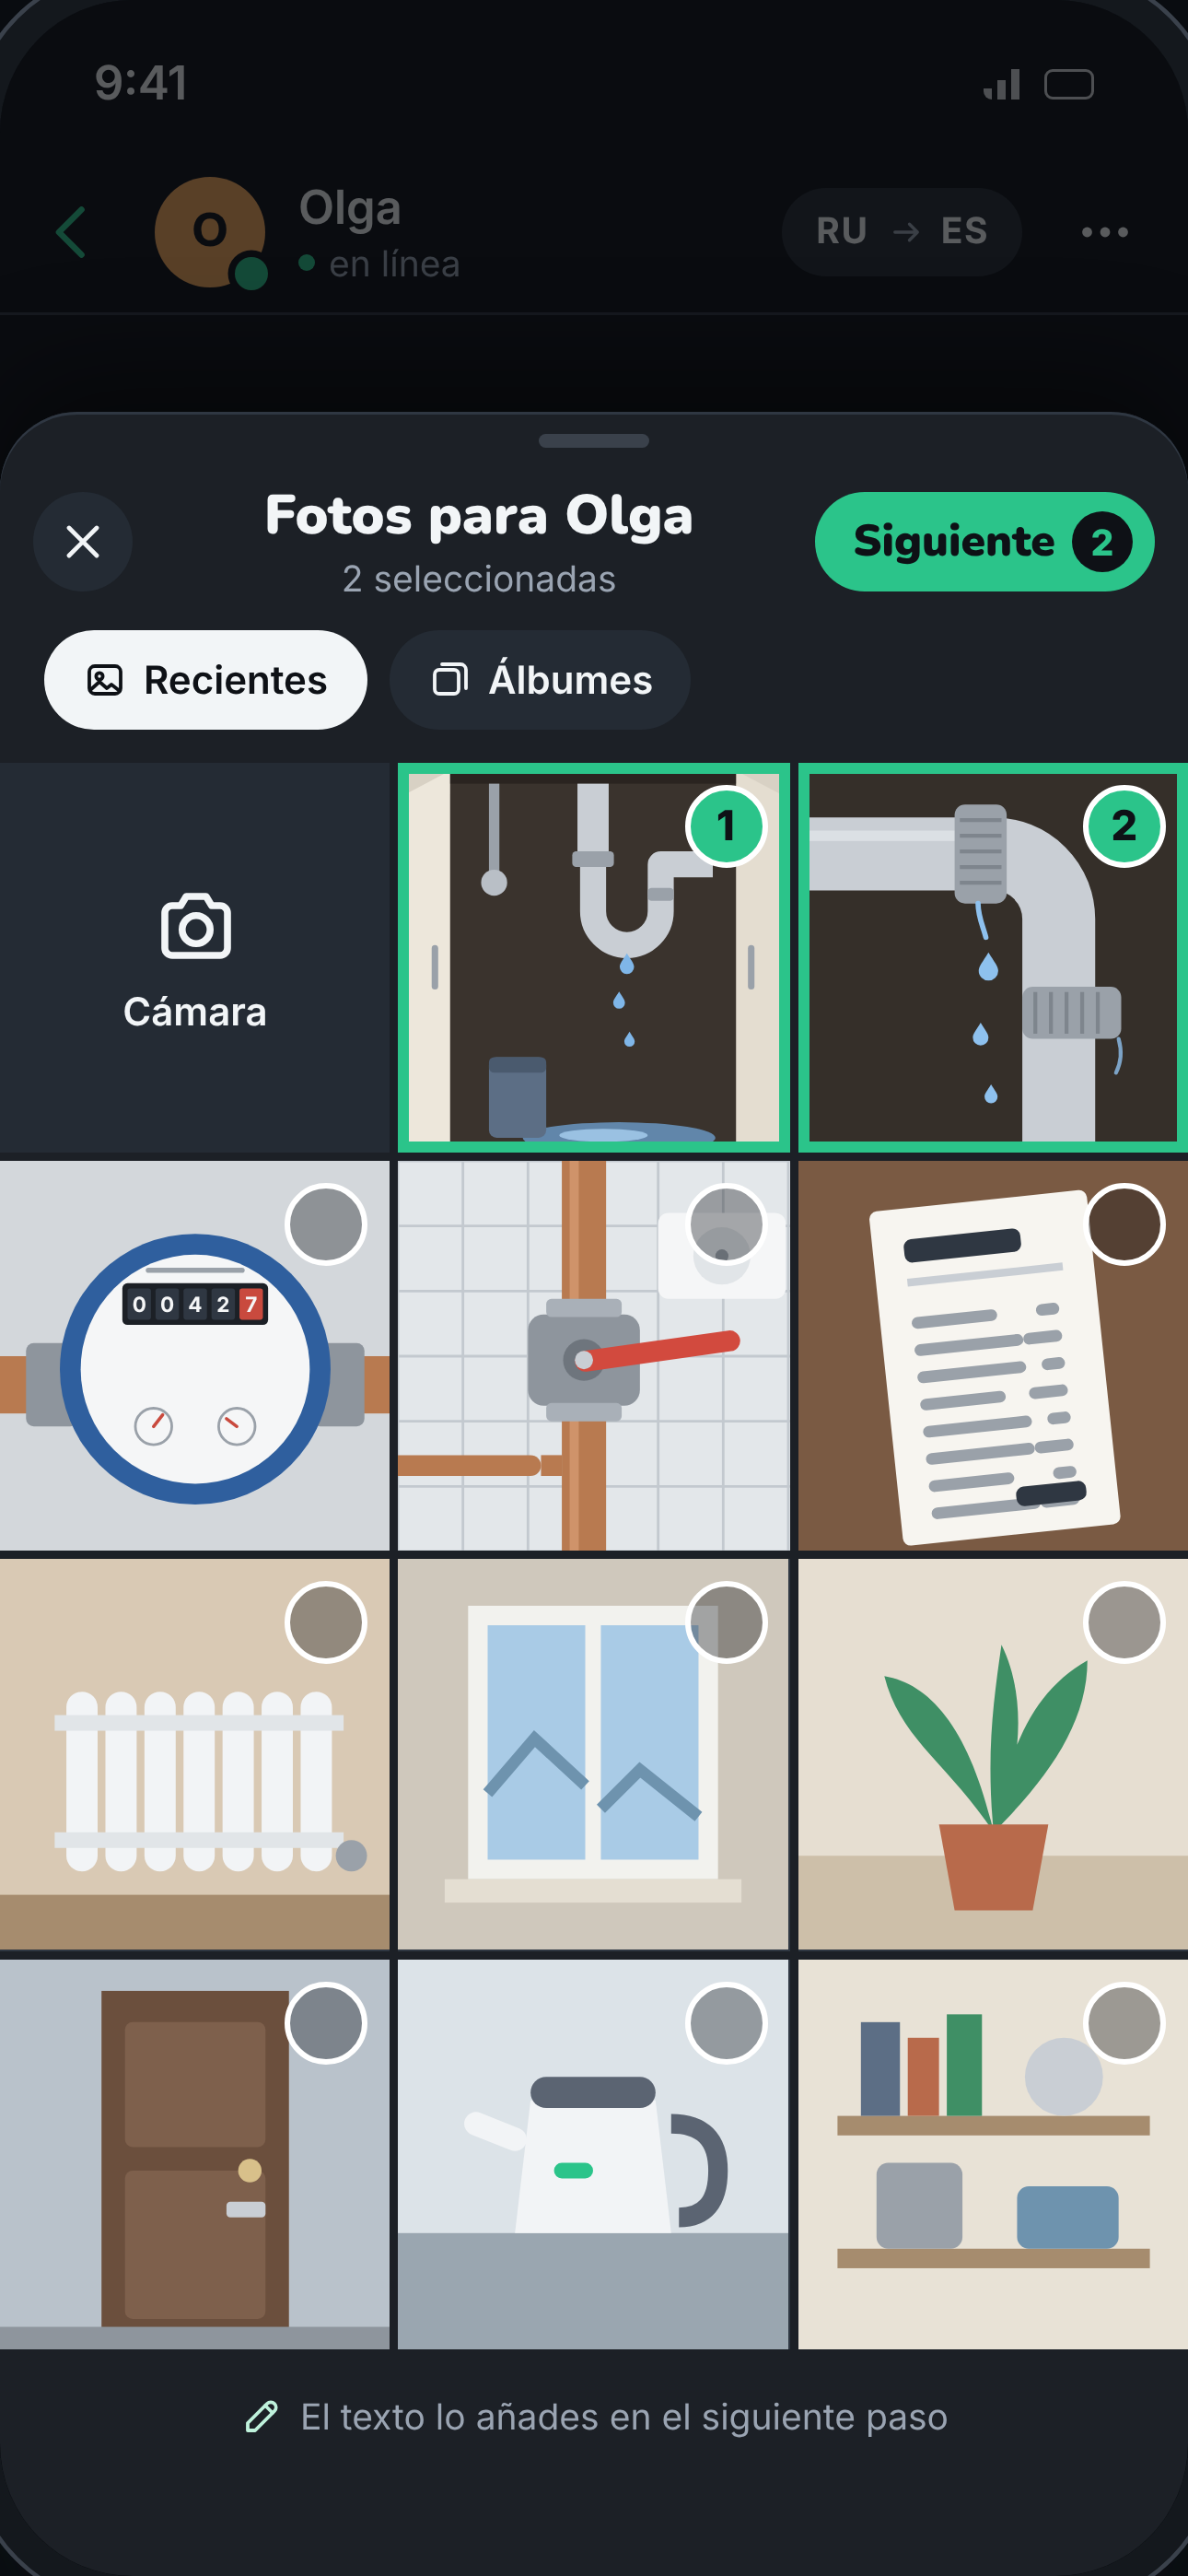 9:41
O
Olga
en línea
RU → ES
Fotos para Olga
2 seleccionadas
Siguiente 2
Recientes
Álbumes
Cámara
1
2
0 0 4 2 7
El texto lo añades en el siguiente paso